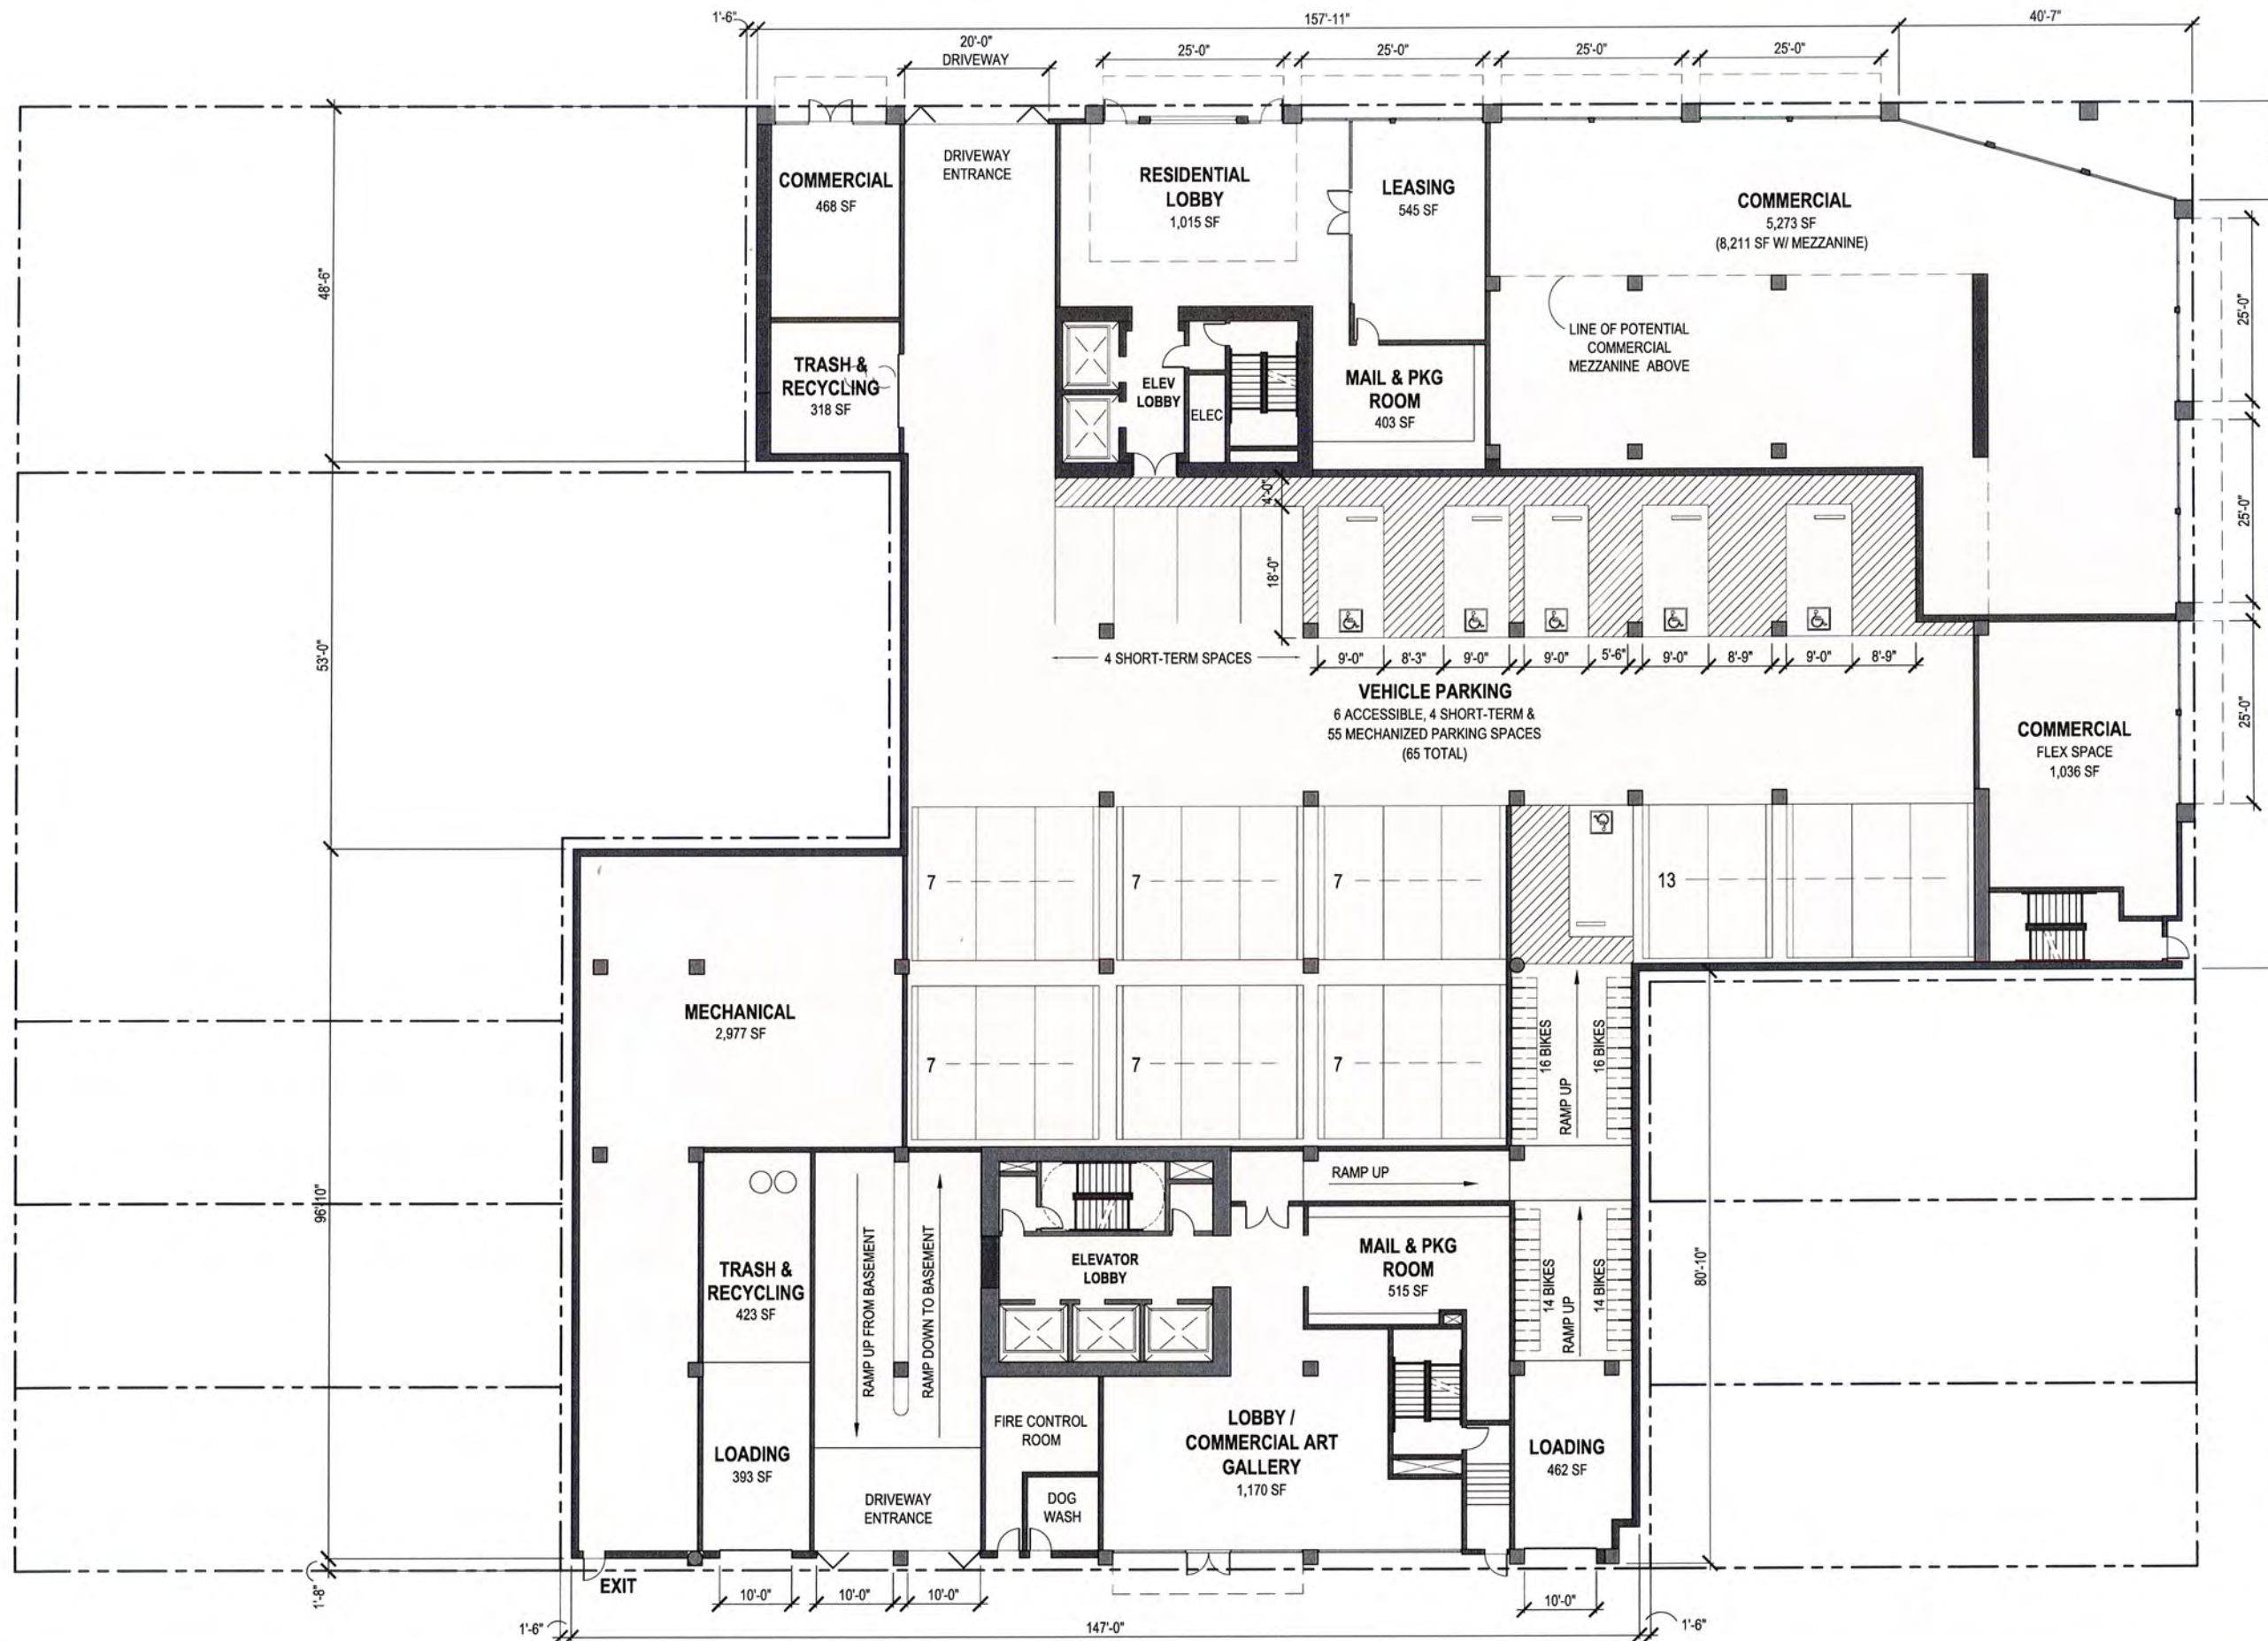 1'-6"
157'-11"
40'-7"
20'-0"
DRIVEWAY
25'-0"
25'-0"
25'-0"
25'-0"
DRIVEWAY
ENTRANCE
COMMERCIAL
468 SF
RESIDENTIAL
LOBBY
1,015 SF
LEASING
545 SF
COMMERCIAL
5,273 SF
(8,211 SF W/ MEZZANINE)
48'-6"
25'-0"
LINE OF POTENTIAL
COMMERCIAL
MEZZANINE ABOVE
TRASH &
RECYCLING
318 SF
ELEV
LOBBY
ELEC
MAIL & PKG
ROOM
403 SF
4'-0"
25'-0"
18'-0"
53'-0"
4 SHORT-TERM SPACES
9'-0"
8'-3"
9'-0"
9'-0"
5'-6"
9'-0"
8'-9"
9'-0"
8'-9"
VEHICLE PARKING
6 ACCESSIBLE, 4 SHORT-TERM &
55 MECHANIZED PARKING SPACES
(65 TOTAL)
25'-0"
COMMERCIAL
FLEX SPACE
1,036 SF
7
7
7
13
MECHANICAL
2,977 SF
7
7
7
16 BIKES
RAMP UP
16 BIKES
RAMP UP
96'-10"
TRASH &
RECYCLING
423 SF
RAMP UP FROM BASEMENT
RAMP DOWN TO BASEMENT
ELEVATOR
LOBBY
MAIL & PKG
ROOM
515 SF
14 BIKES
RAMP UP
14 BIKES
80'-10"
LOADING
393 SF
FIRE CONTROL
ROOM
LOBBY /
COMMERCIAL ART
GALLERY
1,170 SF
LOADING
462 SF
DRIVEWAY
ENTRANCE
DOG
WASH
1'-8"
EXIT
10'-0"
10'-0"
10'-0"
10'-0"
1'-6"
147'-0"
1'-6"